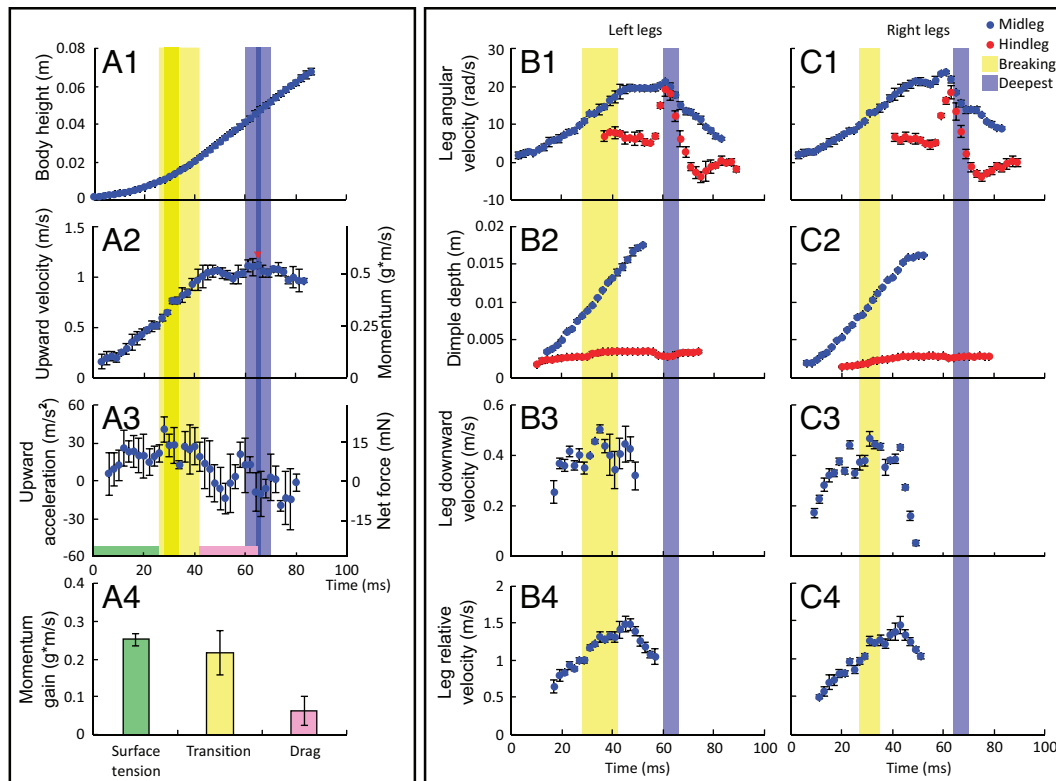 A1
Body height (m)
0.08
0.06
0.04
0.02
0
0 20 40 60 80 100
A2
Upward velocity (m/s)
1.5
1
0.5
0
Momentum (g*m/s)
0.5
0.25
0
A3
Upward
acceleration (m/s²)
60
30
0
-30
-60
Net force (mN)
15
0
-15
0 20 40 60 80 100
Time (ms)
A4
Momentum
gain (g*m/s)
0.4
0.3
0.2
0.1
0
Surface
tension
Transition
Drag
Left legs
B1
Leg angular
velocity (rad/s)
30
20
10
0
-10
B2
Dimple depth (m)
0.02
0.015
0.01
0.005
0
B3
Leg downward
velocity (m/s)
0.6
0.4
0.2
0
B4
Leg relative
velocity (m/s)
2
1.5
1
0.5
0
0 20 40 60 80 100
Time (ms)
Right legs
C1
C2
C3
C4
0 20 40 60 80 100
Time (ms)
Midleg
Hindleg
Breaking
Deepest